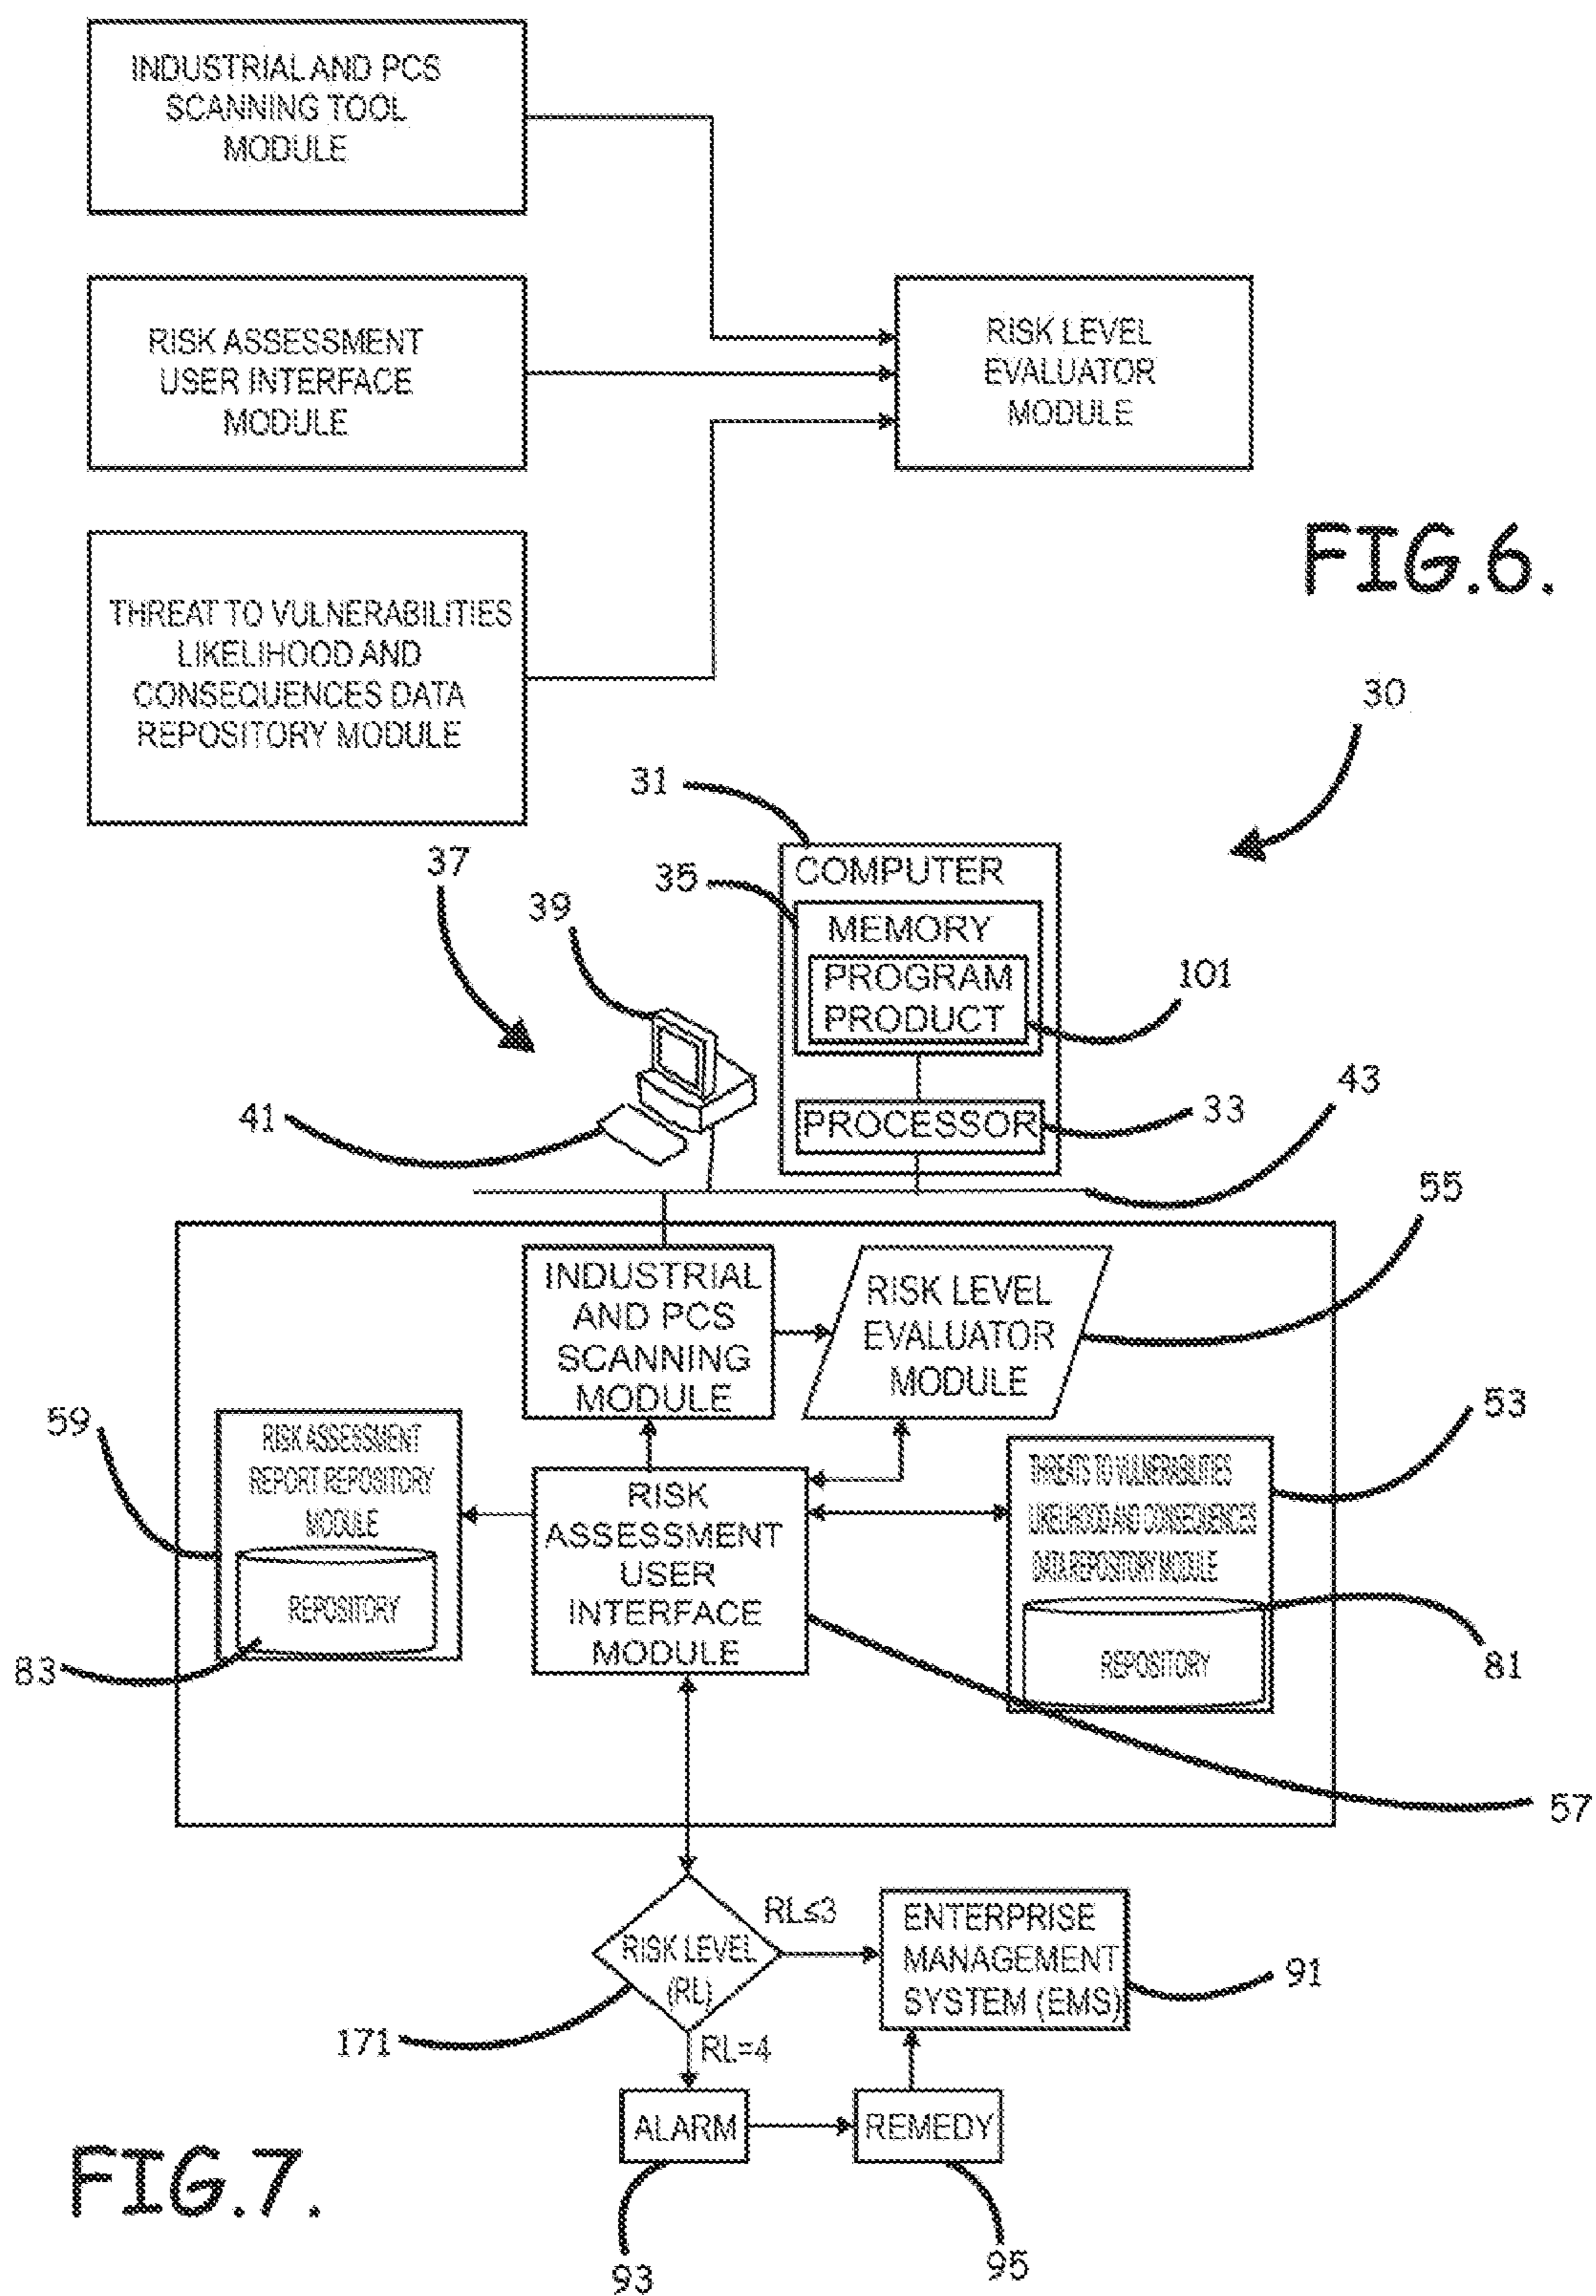 INDUSTRIAL AND PCS
SCANNING TOOL
MODULE
RISK ASSESSMENT
USER INTERFACE
MODULE
RISK LEVEL
EVALUATOR
MODULE
THREAT TO VULNERABILITIES
LIKELIHOOD AND
CONSEQUENCES DATA
REPOSITORY MODULE
FIG.6.
30
31
37
35
39
COMPUTER
MEMORY
PROGRAM
PRODUCT
101
41
PROCESSOR
33
43
55
INDUSTRIAL
AND PCS
SCANNING
MODULE
RISK LEVEL
EVALUATOR
MODULE
59
RISK ASSESSMENT
REPORT REPOSITORY
MODULE
REPOSITORY
83
RISK
ASSESSMENT
USER
INTERFACE
MODULE
53
THREATS TO VULNERABILITIES
LIKELIHOOD AND CONSEQUENCES
DATA REPOSITORY MODULE
REPOSITORY
81
57
RISK LEVEL
(RL)
RL≤3
ENTERPRISE
MANAGEMENT
SYSTEM (EMS)
91
171
RL=4
ALARM
REMEDY
93
95
FIG.7.